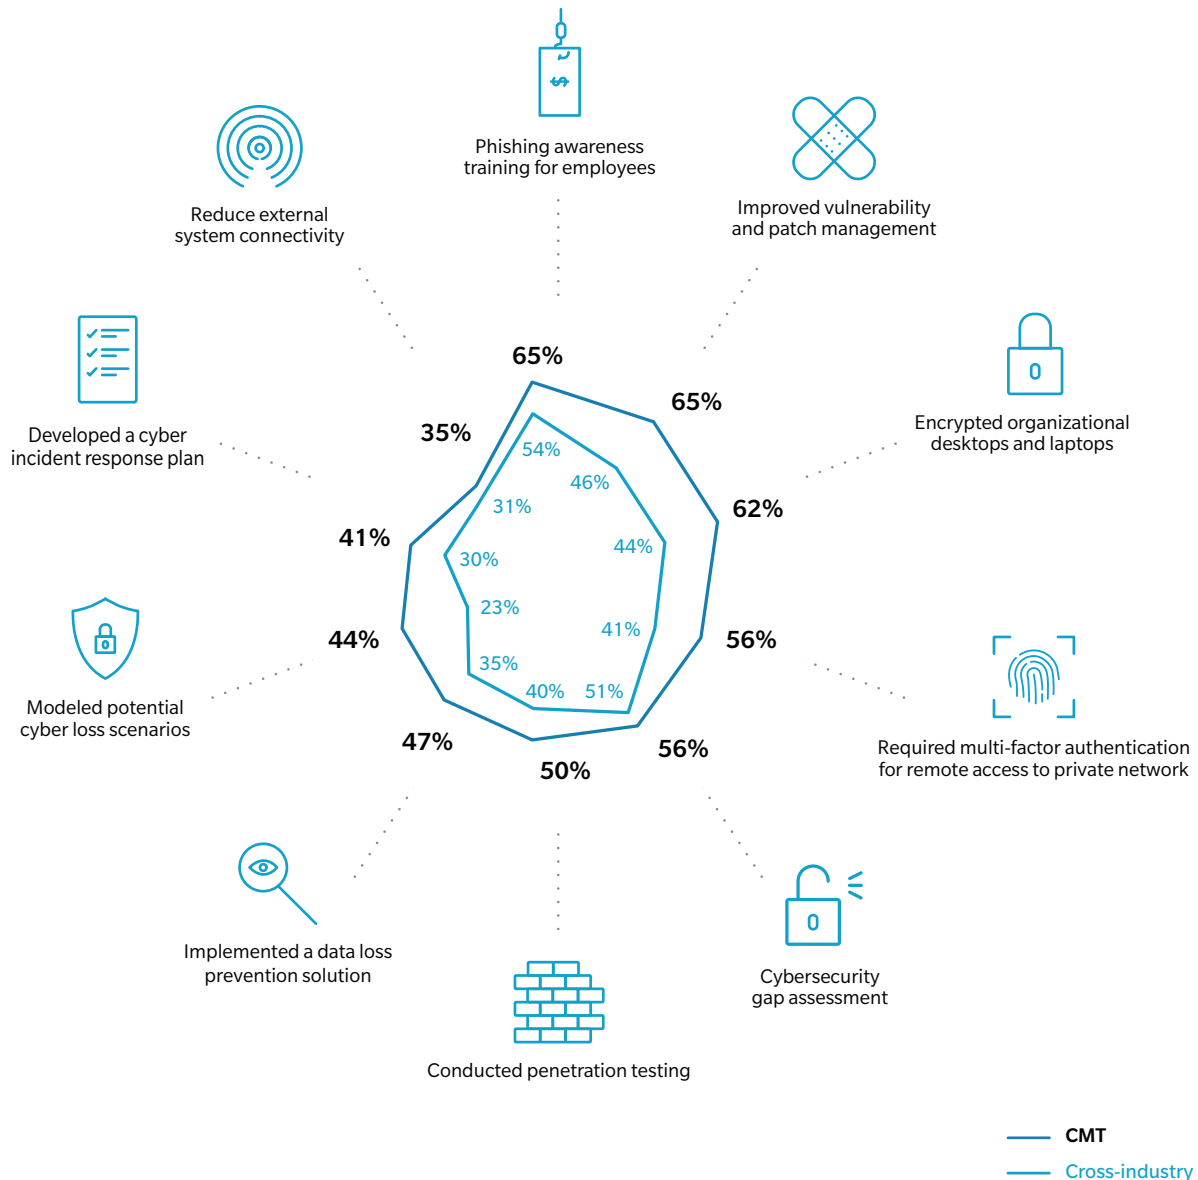 Phishing awareness
training for employees
Improved vulnerability
and patch management
Reduce external
system connectivity
Encrypted organizational
desktops and laptops
Developed a cyber
incident response plan
65%
65%
35%
54%
46%
62%
31%
41%
44%
30%
23%
41%
56%
44%
35%
40%
51%
47%
56%
50%
Modeled potential
cyber loss scenarios
Required multi-factor authentication
for remote access to private network
Implemented a data loss
prevention solution
Cybersecurity
gap assessment
Conducted penetration testing
CMT
Cross-industry
$